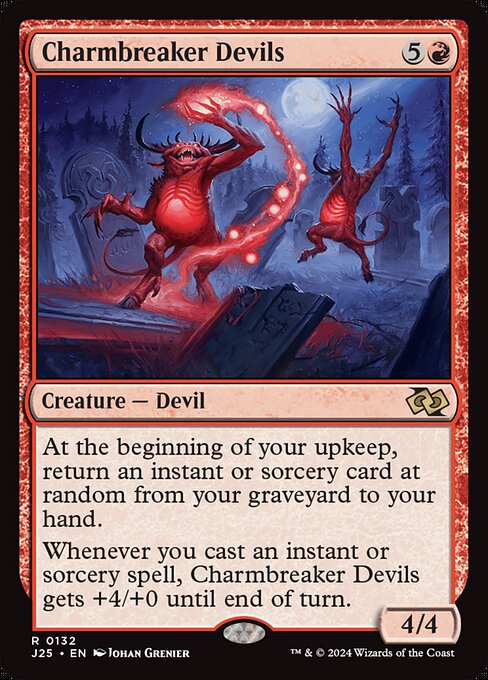 Charmbreaker Devils 5
Creature — Devil
At the beginning of your upkeep,
return an instant or sorcery card at
random from your graveyard to your
hand.
Whenever you cast an instant or
sorcery spell, Charmbreaker Devils
gets +4/+0 until end of turn.
4/4
R 0132
J25 • EN Johan Grenier
™ & © 2024 Wizards of the Coast